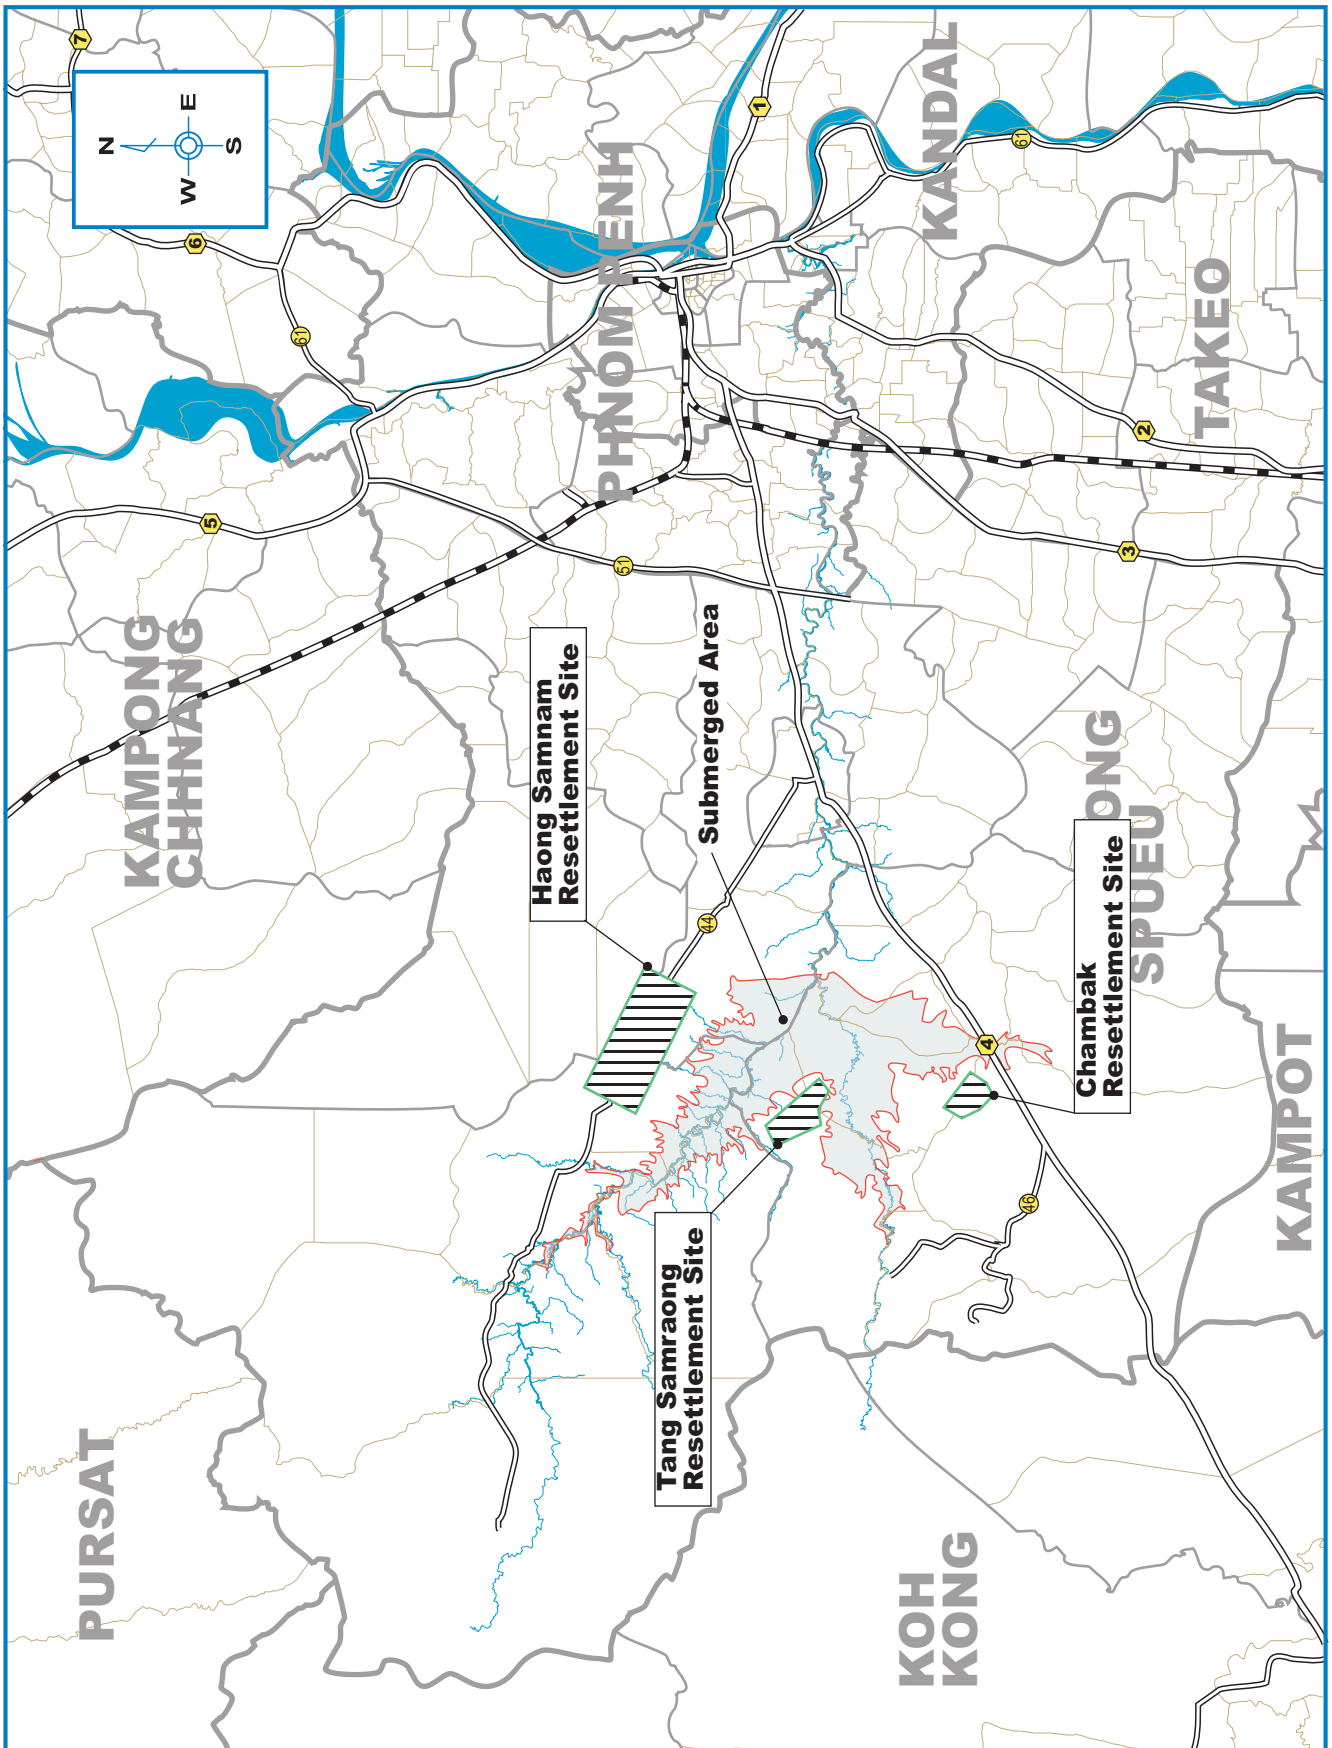 PURSAT
7
N
W
E
S
KAMPONG
CHHNANG
6
5
61
Haong Samnam
Resettlement Site
PHNOM PENH
51
Tang Samraong
Resettlement Site
Submerged Area
44
1
KOH
KONG
KANDAL
4
61
46
Chambak
Resettlement Site
ONG
SPUEU
3
2
TAKEO
KAMPOT